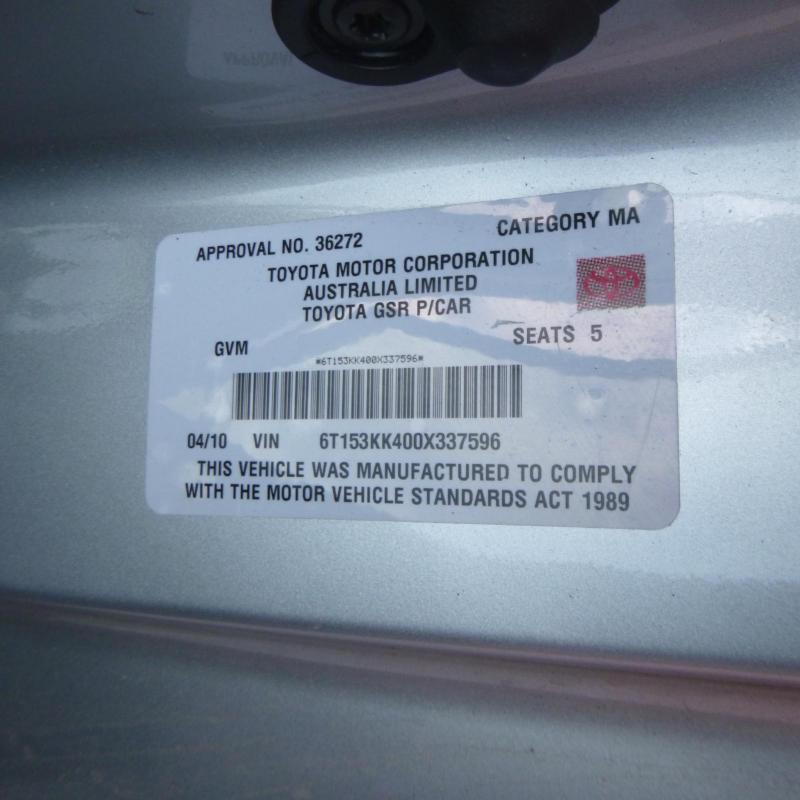 APPROVAL NO. 36272 CATEGORY MA
TOYOTA MOTOR CORPORATION
AUSTRALIA LIMITED
TOYOTA GSR P/CAR
GVM SEATS 5
*6T153KK400X337596*
04/10 VIN 6T153KK400X337596
THIS VEHICLE WAS MANUFACTURED TO COMPLY
WITH THE MOTOR VEHICLE STANDARDS ACT 1989